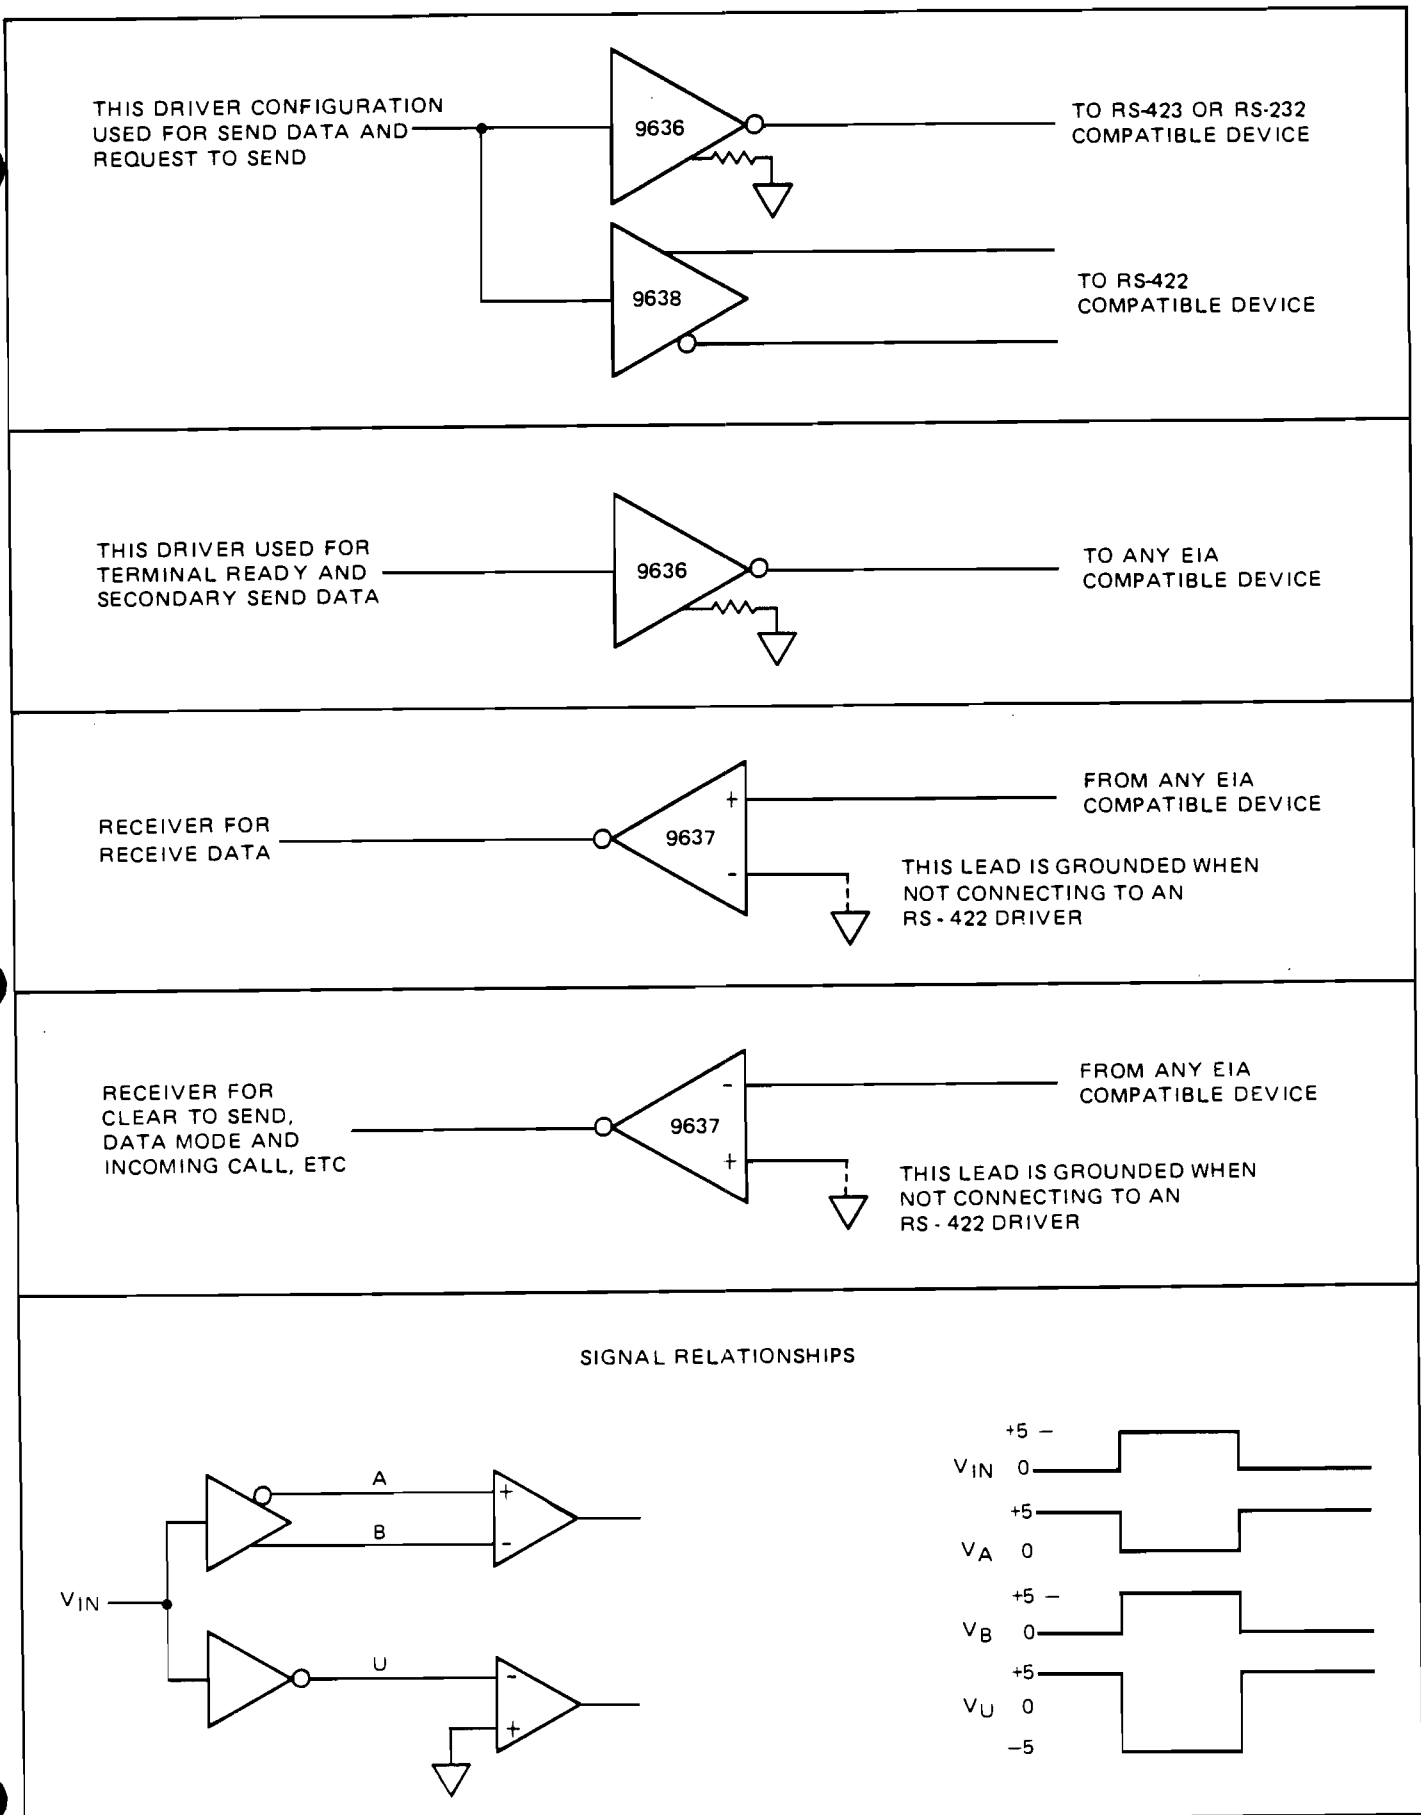 THIS DRIVER CONFIGURATION
USED FOR SEND DATA AND
REQUEST TO SEND
9636
TO RS-423 OR RS-232
COMPATIBLE DEVICE
9638
TO RS-422
COMPATIBLE DEVICE
THIS DRIVER USED FOR
TERMINAL READY AND
SECONDARY SEND DATA
9636
TO ANY EIA
COMPATIBLE DEVICE
RECEIVER FOR
RECEIVE DATA
9637
+
-
FROM ANY EIA
COMPATIBLE DEVICE
THIS LEAD IS GROUNDED WHEN
NOT CONNECTING TO AN
RS-422 DRIVER
RECEIVER FOR
CLEAR TO SEND,
DATA MODE AND
INCOMING CALL, ETC
9637
-
+
FROM ANY EIA
COMPATIBLE DEVICE
THIS LEAD IS GROUNDED WHEN
NOT CONNECTING TO AN
RS-422 DRIVER
SIGNAL RELATIONSHIPS
VIN
A
B
+
-
U
-
+
+5
VIN 0
+5
VA 0
+5
VB 0
+5
VU 0
-5